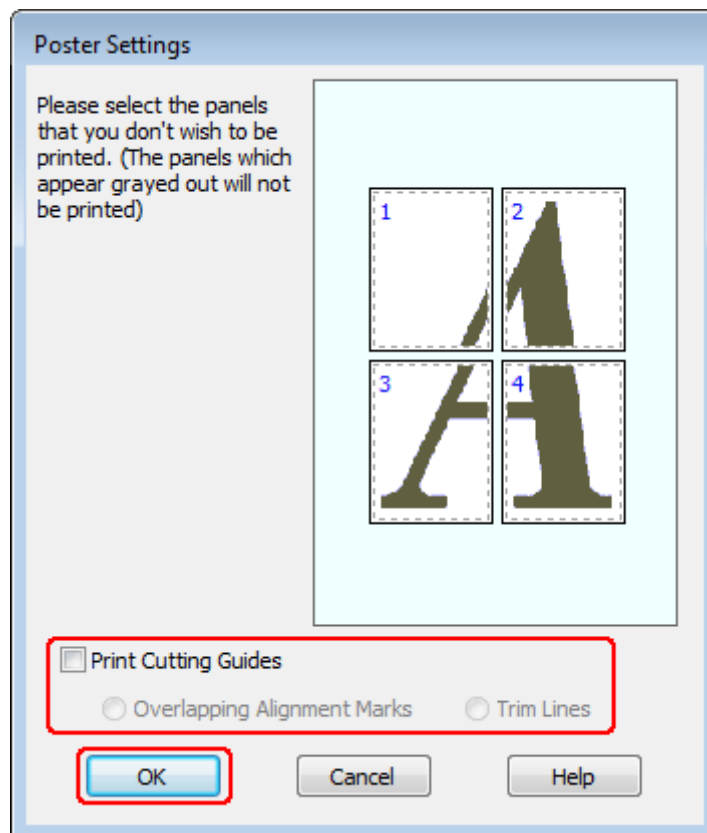 Poster Settings
Please select the panels
that you don't wish to be
printed. (The panels which
appear grayed out will not
be printed)
1
2
3
4
Print Cutting Guides
Overlapping Alignment Marks
Trim Lines
OK
Cancel
Help